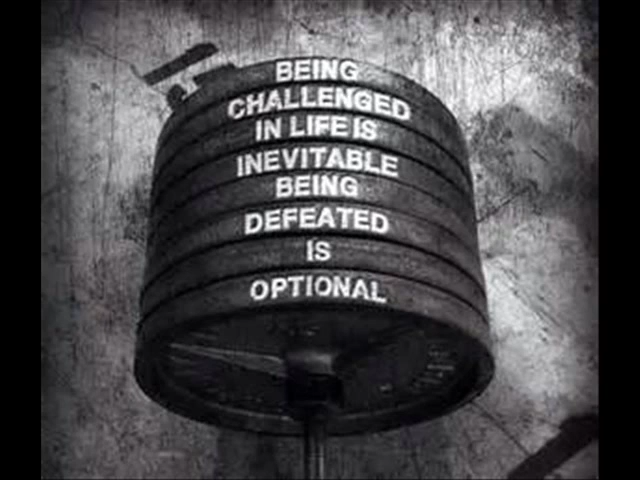 BEING
CHALLENGED
IN LIFE IS
INEVITABLE
BEING
DEFEATED
IS
OPTIONAL